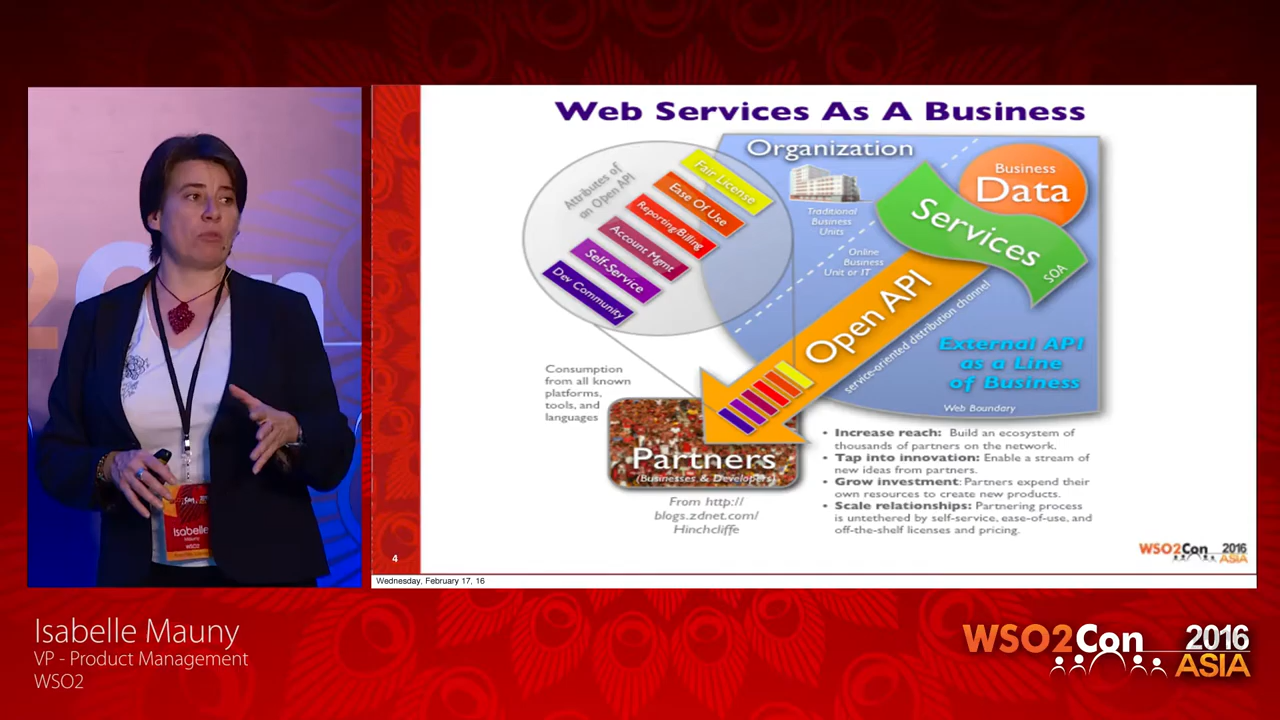 Web Services As A Business
Attributes of
an Open API
Fair License
Ease Of Use
Reporting/Billing
Account Mgmt
Self-Service
Dev Community
Organization
Traditional
Business
Units
Online
Business
Unit or IT
Business
Data
Services
SOA
Open API
service-oriented distribution channel
External API
as a Line
of Business
Web Boundary
Consumption
from all known
platforms,
tools, and
languages
Partners
(Businesses & Developers)
From http://
blogs.zdnet.com/
Hinchcliffe
• Increase reach: Build an ecosystem of
thousands of partners on the network.
• Tap into innovation: Enable a stream of
new ideas from partners.
• Grow investment: Partners expend their
own resources to create new products.
• Scale relationships: Partnering process
is untethered by self-service, ease-of-use, and
off-the-shelf licenses and pricing.
WSO2Con 2016
ASIA
4
Wednesday, February 17, 16
Isabelle
Mauny
WSO2
Isabelle Mauny
VP - Product Management
WSO2
WSO2Con 2016
ASIA